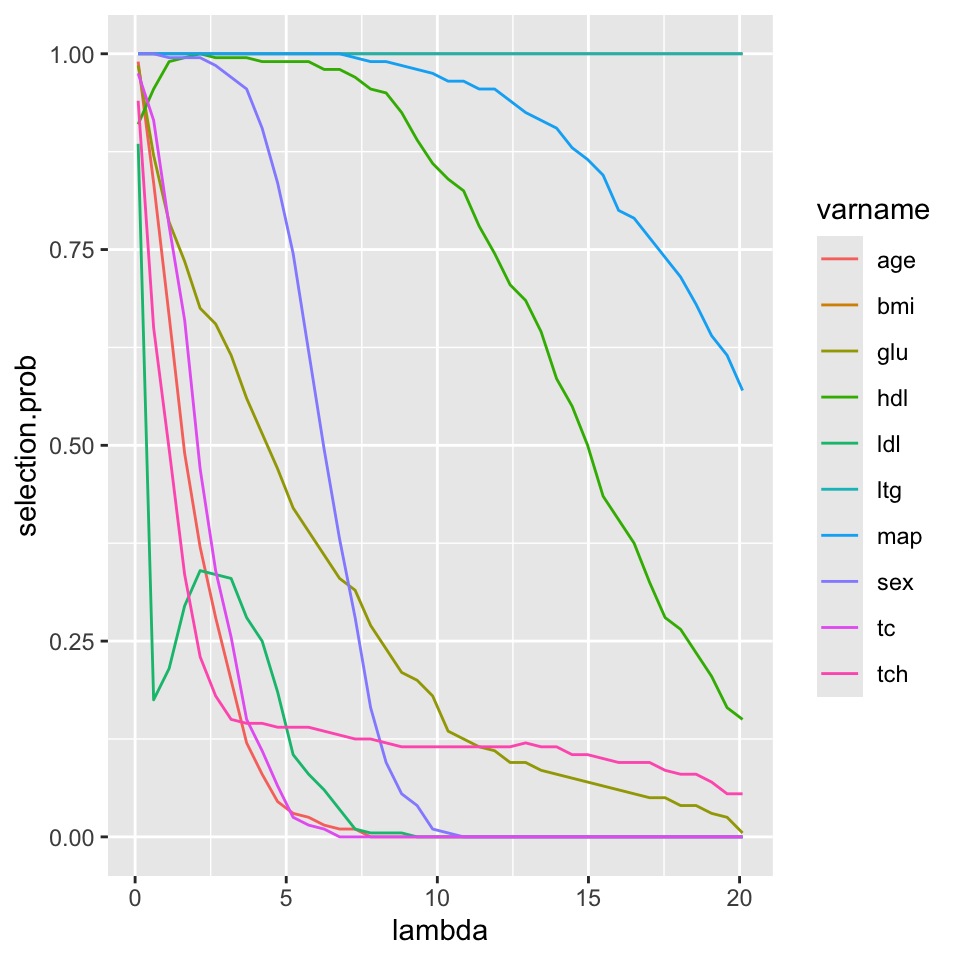 1.00
0.75
0.50
0.25
0.00
selection.prob
0
5
10
15
20
lambda
varname
age
bmi
glu
hdl
ldl
ltg
map
sex
tc
tch